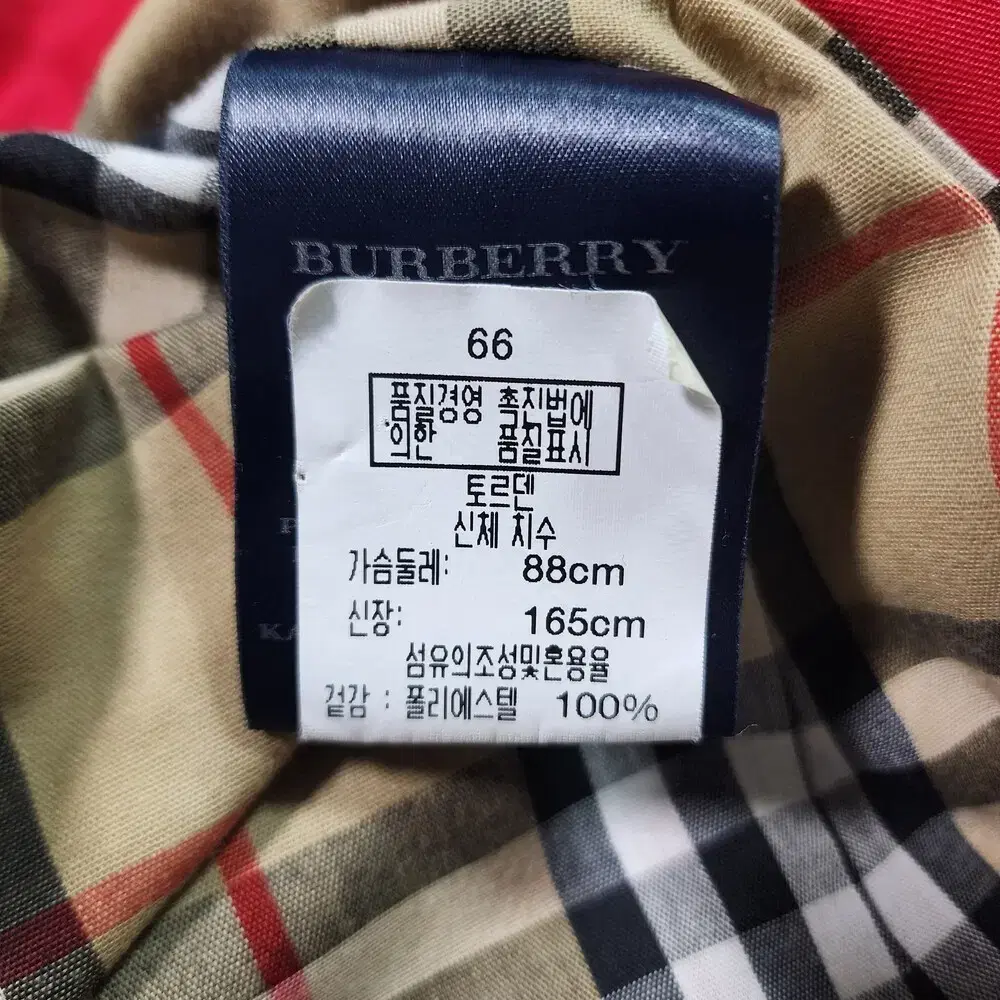 BURBERRY
66
품질경영 촉진법에
의한 품질표시
토르덴
신체 치수
가슴둘레: 88cm
신장: 165cm
섬유의조성및혼용율
겉감 : 폴리에스텔 100%